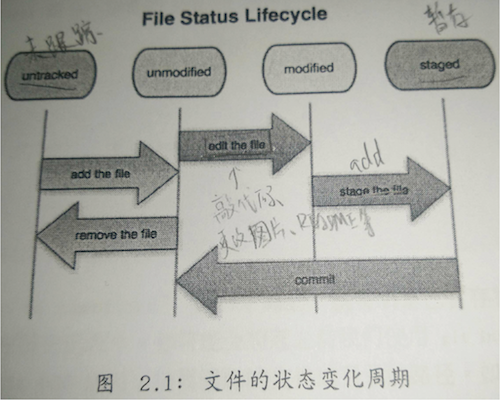 File Status Lifecycle
未跟踪
暂存
untracked
unmodified
modified
staged
edit the file
add the file
add
stage the file
敲代码、
更改图片、README等
remove the file
commit
图 2.1: 文件的状态变化周期